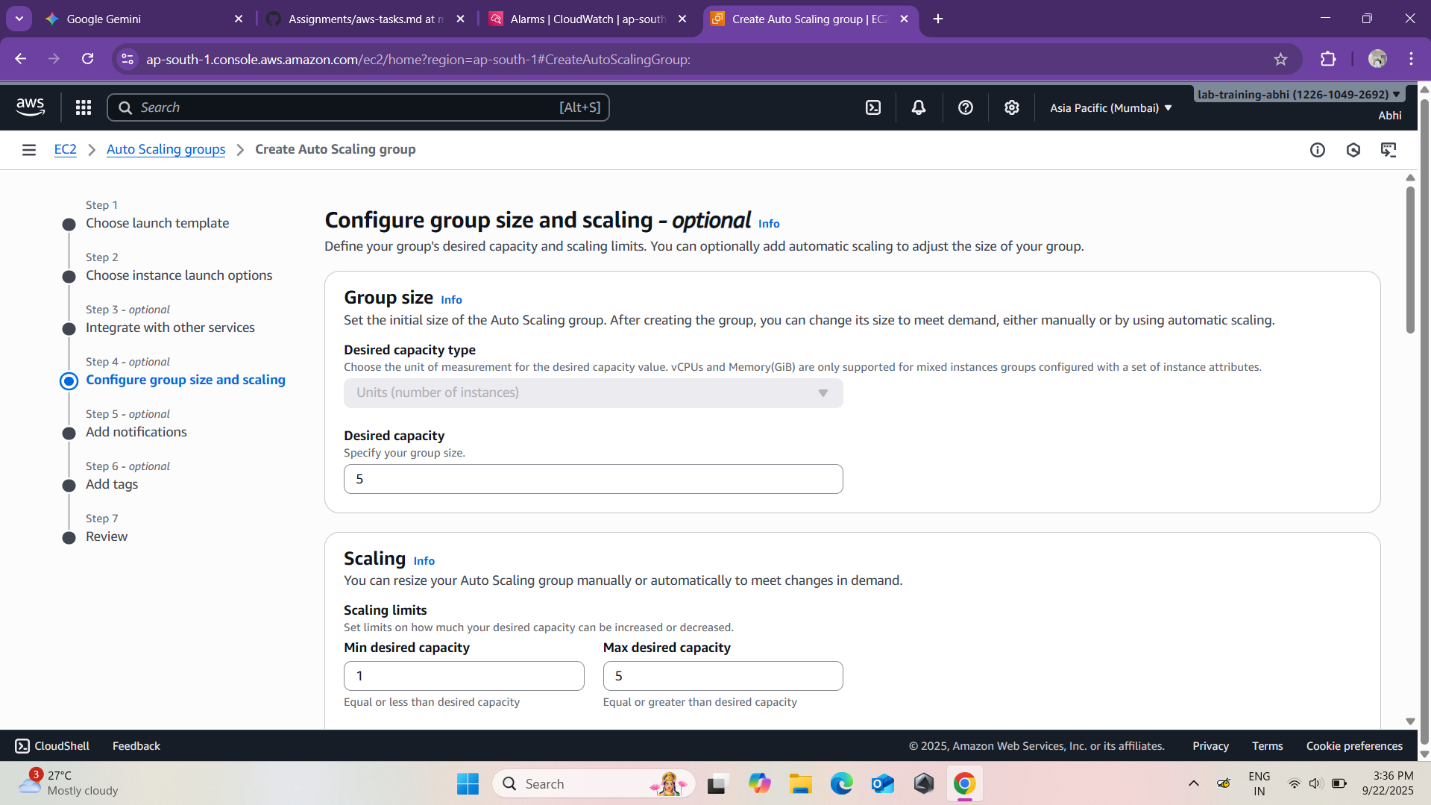 Google Gemini
Assignments/aws-tasks.md at m
Alarms | CloudWatch | ap-south
Create Auto Scaling group | EC2
ap-south-1.console.aws.amazon.com/ec2/home?region=ap-south-1#CreateAutoScalingGroup:
aws
Search
[Alt+S]
Asia Pacific (Mumbai)
lab-training-abhi (1226-1049-2692)
Abhi
EC2
Auto Scaling groups
Create Auto Scaling group
Step 1
Choose launch template
Step 2
Choose instance launch options
Step 3 - optional
Integrate with other services
Step 4 - optional
Configure group size and scaling
Step 5 - optional
Add notifications
Step 6 - optional
Add tags
Step 7
Review
Configure group size and scaling - optional Info
Define your group's desired capacity and scaling limits. You can optionally add automatic scaling to adjust the size of your group.
Group size Info
Set the initial size of the Auto Scaling group. After creating the group, you can change its size to meet demand, either manually or by using automatic scaling.
Desired capacity type
Choose the unit of measurement for the desired capacity value. vCPUs and Memory(GiB) are only supported for mixed instances groups configured with a set of instance attributes.
Units (number of instances)
Desired capacity
Specify your group size.
5
Scaling Info
You can resize your Auto Scaling group manually or automatically to meet changes in demand.
Scaling limits
Set limits on how much your desired capacity can be increased or decreased.
Min desired capacity
Max desired capacity
1
5
Equal or less than desired capacity
Equal or greater than desired capacity
CloudShell
Feedback
© 2025, Amazon Web Services, Inc. or its affiliates.
Privacy
Terms
Cookie preferences
3
27°C
Mostly cloudy
Search
ENG
IN
3:36 PM
9/22/2025